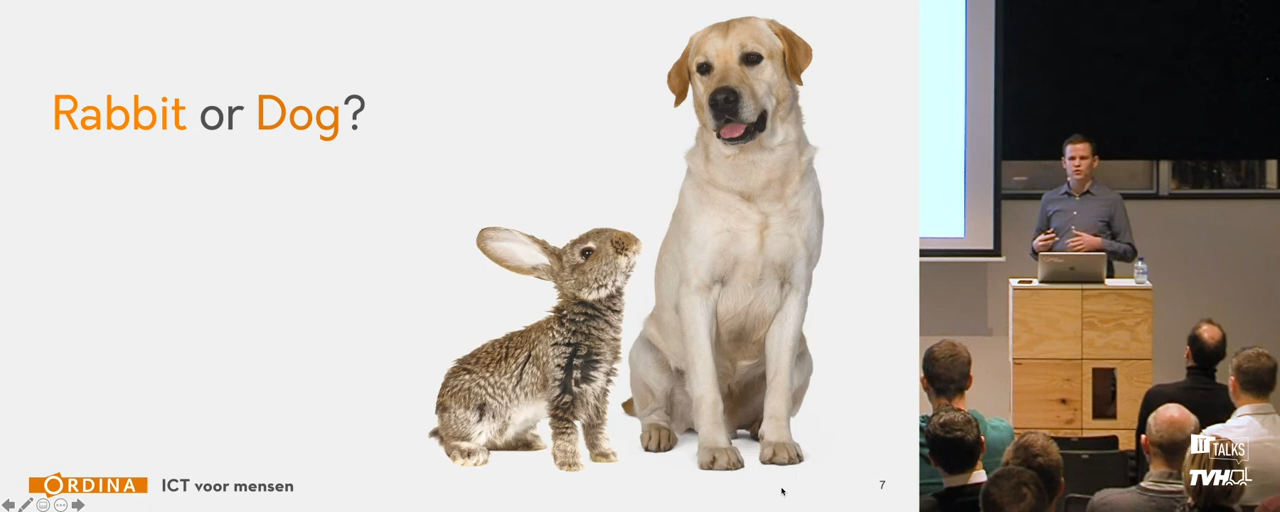 Rabbit or Dog?
ORDINA
ICT voor mensen
7
IT
TALKS
TVH